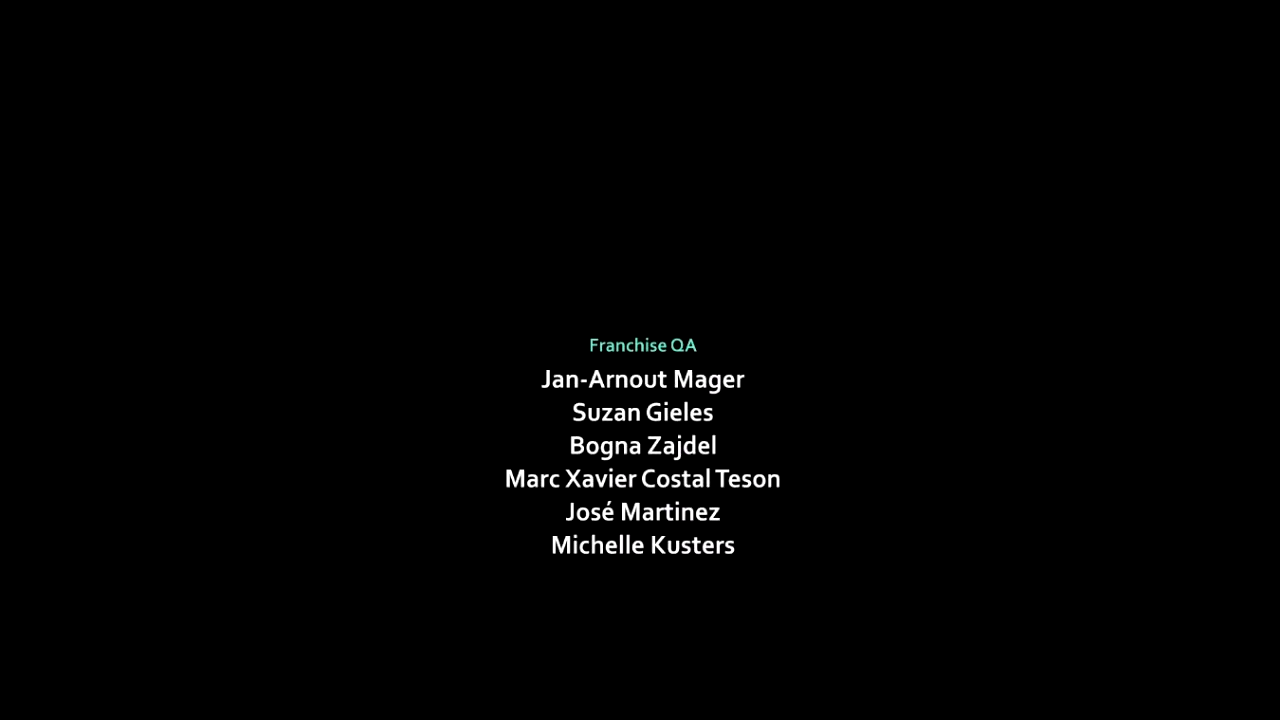 Franchise QA
Jan-Arnout Mager
Suzan Gieles
Bogna Zajdel
Marc Xavier Costal Teson
José Martinez
Michelle Kusters